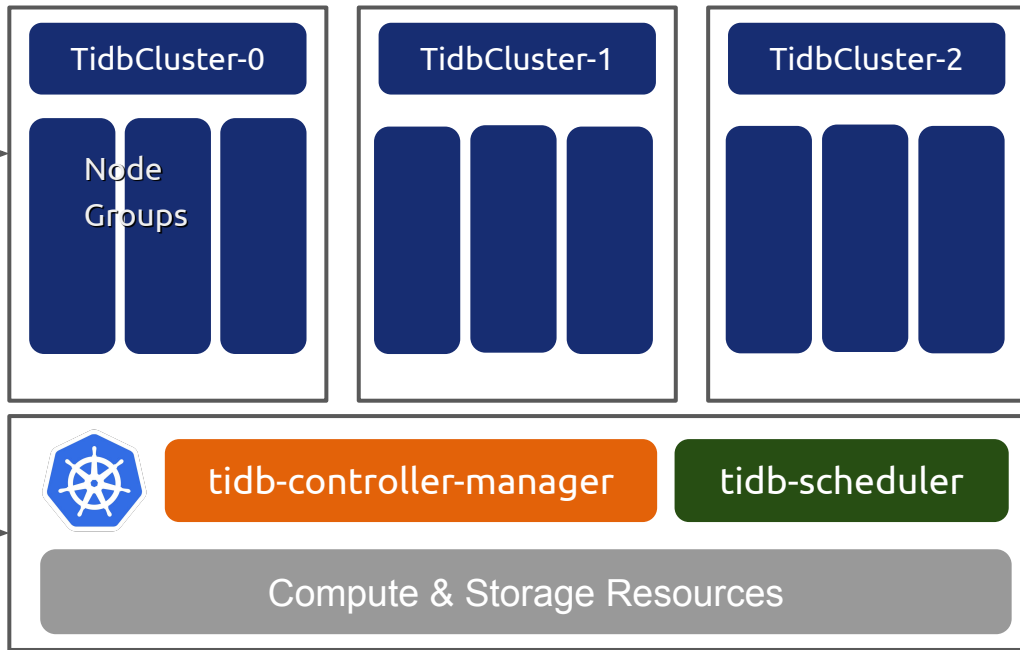 TidbCluster-0
TidbCluster-1
TidbCluster-2
Node
Groups
tidb-controller-manager
tidb-scheduler
Compute & Storage Resources